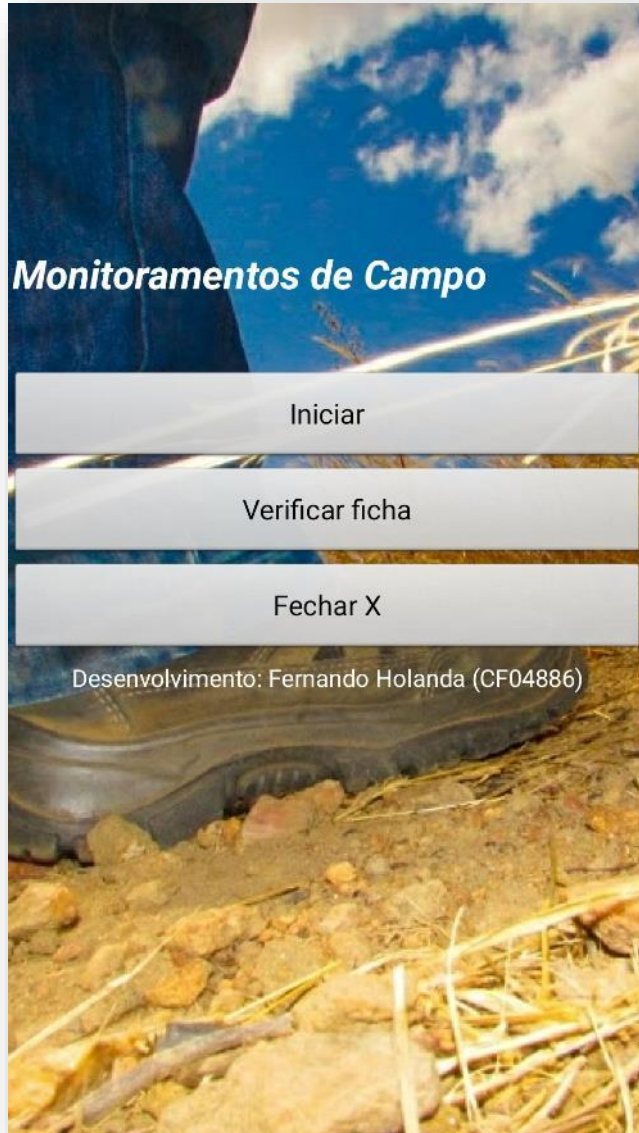 Monitoramentos de Campo
Iniciar
Verificar ficha
Fechar X
Desenvolvimento: Fernando Holanda (CF04886)